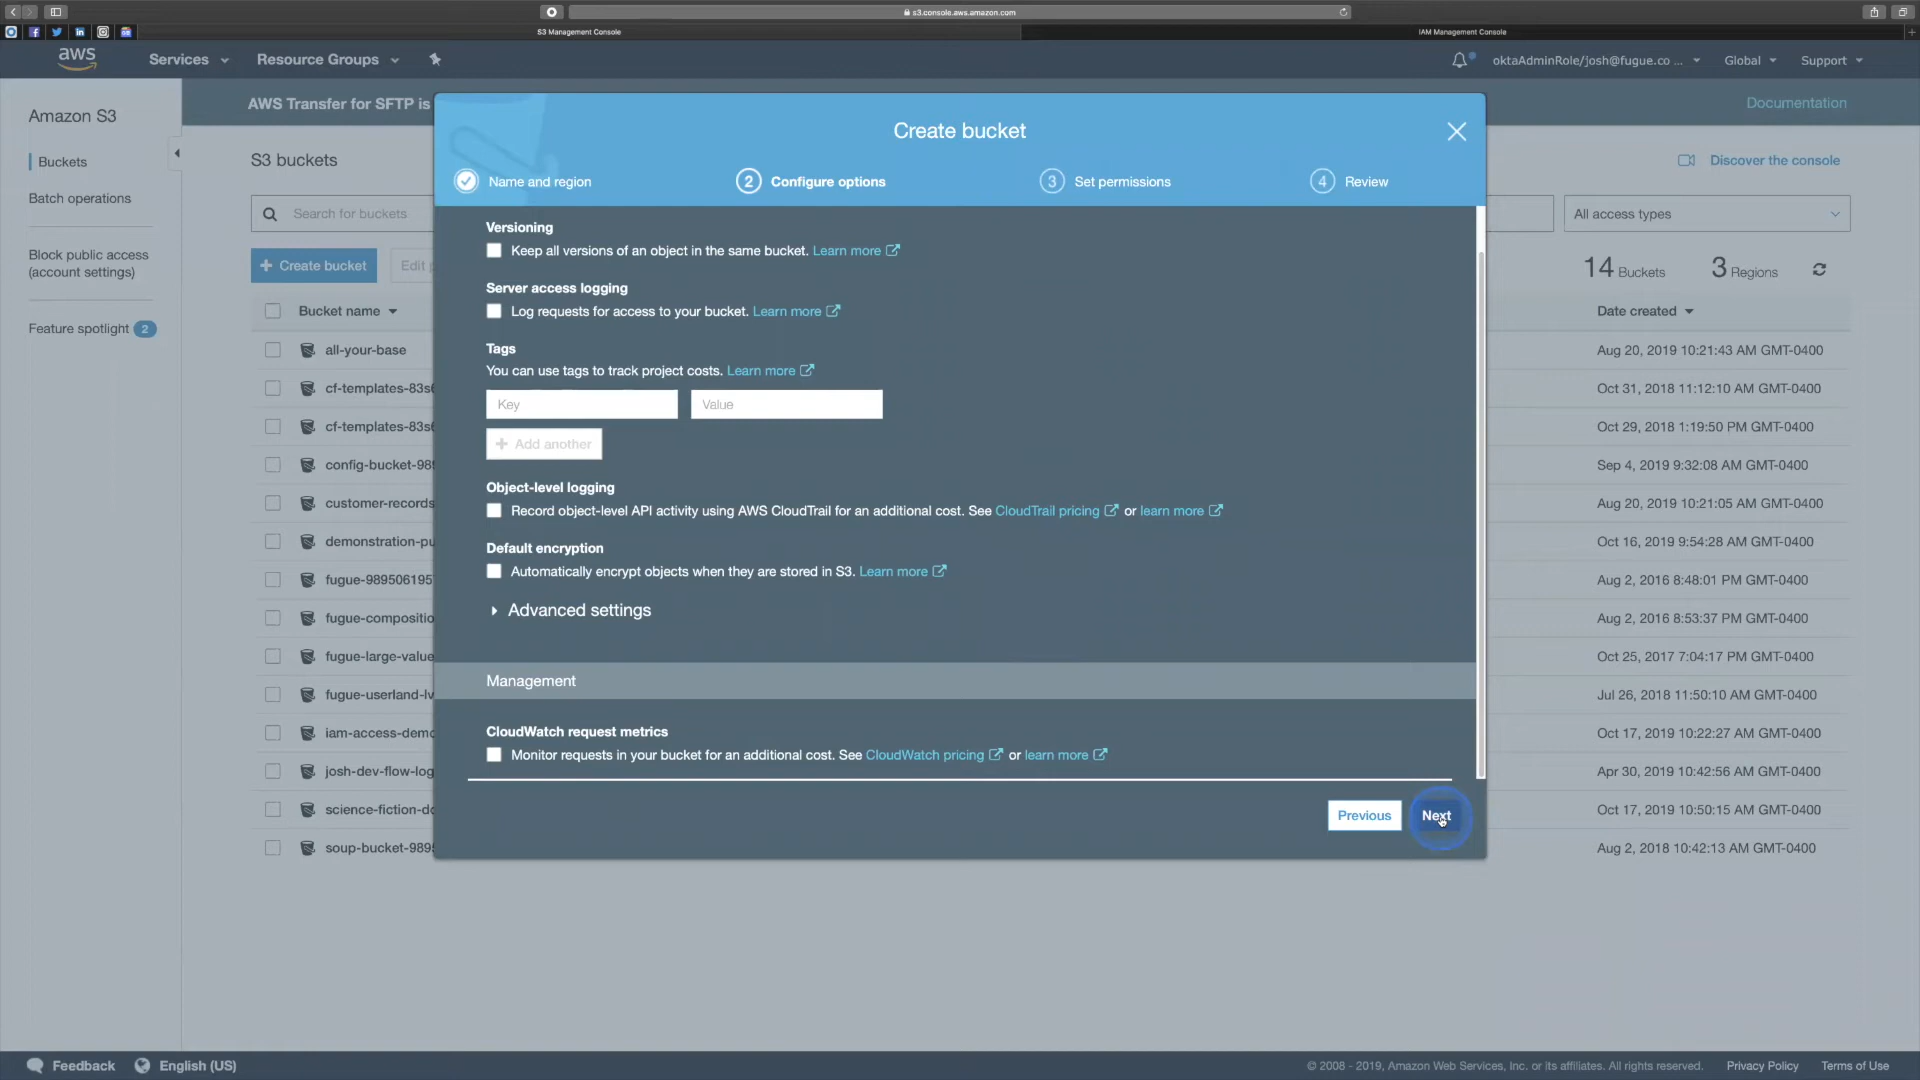 s3.console.aws.amazon.com
S3 Management Console
IAM Management Console
aws
Services
Resource Groups
oktaAdminRole/josh@fugue.co ...
Global
Support
Amazon S3
Buckets
Batch operations
Block public access
(account settings)
Feature spotlight 2
AWS Transfer for SFTP is
Documentation
S3 buckets
Discover the console
Search for buckets
All access types
+ Create bucket
Edit
14 Buckets
3 Regions
Bucket name
Date created
all-your-base
Aug 20, 2019 10:21:43 AM GMT-0400
cf-templates-83s
Oct 31, 2018 11:12:10 AM GMT-0400
cf-templates-83s
Oct 29, 2018 1:19:50 PM GMT-0400
config-bucket-98
Sep 4, 2019 9:32:08 AM GMT-0400
customer-records
Aug 20, 2019 10:21:05 AM GMT-0400
demonstration-pu
Oct 16, 2019 9:54:28 AM GMT-0400
fugue-989506195
Aug 2, 2016 8:48:01 PM GMT-0400
fugue-compositio
Aug 2, 2016 8:53:37 PM GMT-0400
fugue-large-value
Oct 25, 2017 7:04:17 PM GMT-0400
fugue-userland-lv
Jul 26, 2018 11:50:10 AM GMT-0400
iam-access-demo
Oct 17, 2019 10:22:27 AM GMT-0400
josh-dev-flow-log
Apr 30, 2019 10:42:56 AM GMT-0400
science-fiction-do
Oct 17, 2019 10:50:15 AM GMT-0400
soup-bucket-989
Aug 2, 2018 10:42:13 AM GMT-0400
Create bucket
Name and region
2 Configure options
3 Set permissions
4 Review
Versioning
Keep all versions of an object in the same bucket. Learn more
Server access logging
Log requests for access to your bucket. Learn more
Tags
You can use tags to track project costs. Learn more
Key
Value
+ Add another
Object-level logging
Record object-level API activity using AWS CloudTrail for an additional cost. See CloudTrail pricing or learn more
Default encryption
Automatically encrypt objects when they are stored in S3. Learn more
Advanced settings
Management
CloudWatch request metrics
Monitor requests in your bucket for an additional cost. See CloudWatch pricing or learn more
Previous
Next
Feedback
English (US)
© 2008 - 2019, Amazon Web Services, Inc. or its affiliates. All rights reserved.
Privacy Policy
Terms of Use